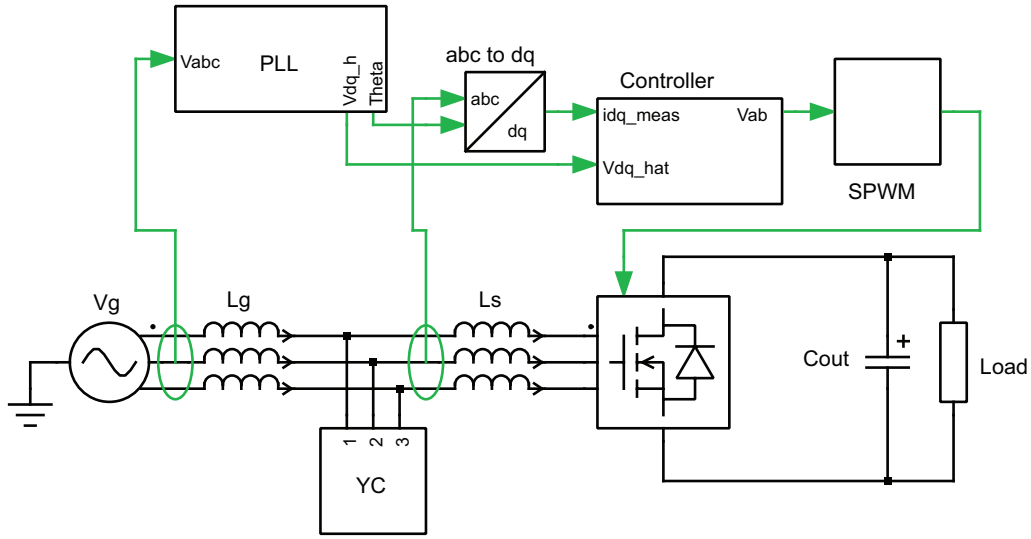 Vabc
PLL
Vdq_h
Theta
abc to dq
abc
dq
Controller
idq_meas
Vab
Vdq_hat
SPWM
Vg
Lg
Ls
1
2
3
YC
Cout
+
Load